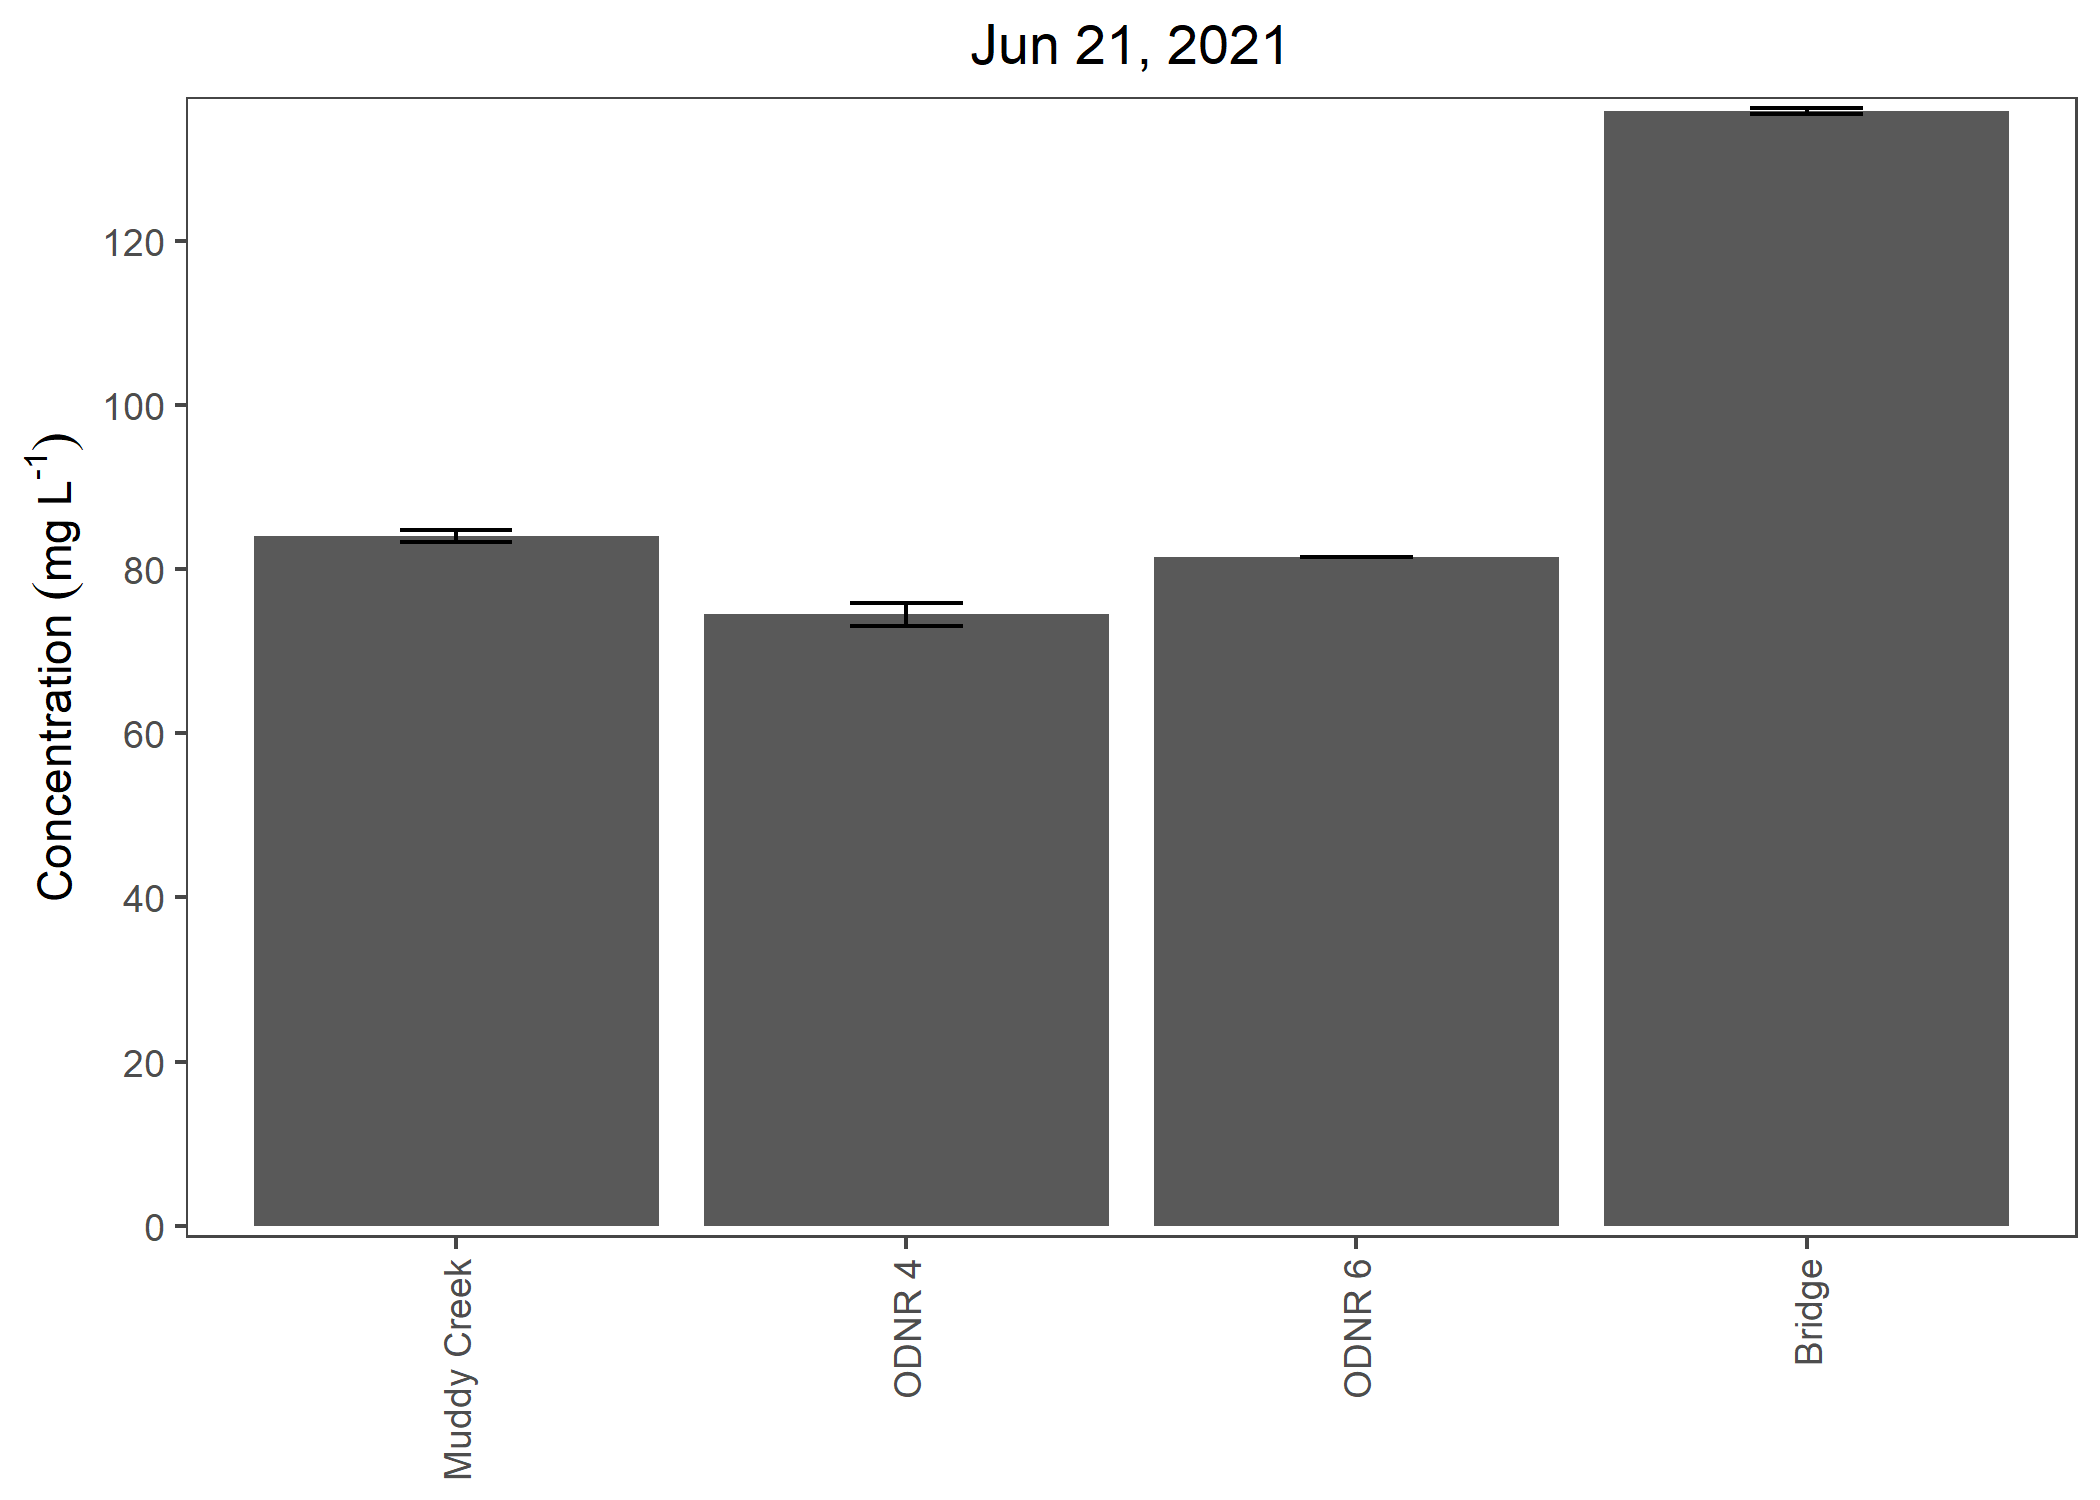 Jun 21, 2021
Concentration (mg L⁻¹)
120
100
80
60
40
20
0
Muddy Creek
ODNR 4
ODNR 6
Bridge